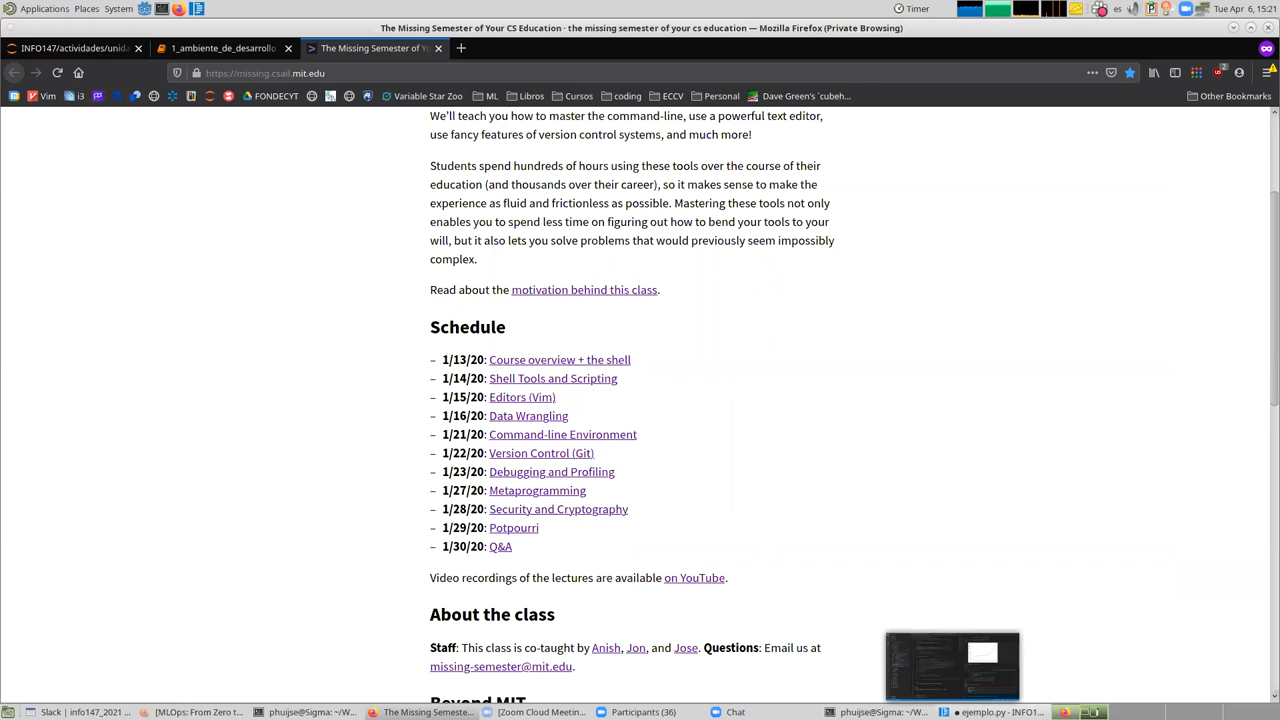 Applications Places System
Timer
es
Tue Apr 6, 15:21
The Missing Semester of Your CS Education · the missing semester of your cs education — Mozilla Firefox (Private Browsing)
INFO147/actividades/unida
1_ambiente_de_desarrollo
The Missing Semester of Yo
https://missing.csail.mit.edu
2
Vim
i3
FONDECYT
Variable Star Zoo
ML
Libros
Cursos
coding
ECCV
personal
Dave Green's `cubeh...
Other Bookmarks
We'll teach you how to master the command-line, use a powerful text editor,
use fancy features of version control systems, and much more!
Students spend hundreds of hours using these tools over the course of their
education (and thousands over their career), so it makes sense to make the
experience as fluid and frictionless as possible. Mastering these tools not only
enables you to spend less time on figuring out how to bend your tools to your
will, but it also lets you solve problems that would previously seem impossibly
complex.
Read about the motivation behind this class.
Schedule
– 1/13/20: Course overview + the shell
– 1/14/20: Shell Tools and Scripting
– 1/15/20: Editors (Vim)
– 1/16/20: Data Wrangling
– 1/21/20: Command-line Environment
– 1/22/20: Version Control (Git)
– 1/23/20: Debugging and Profiling
– 1/27/20: Metaprogramming
– 1/28/20: Security and Cryptography
– 1/29/20: Potpourri
– 1/30/20: Q&A
Video recordings of the lectures are available on YouTube.
About the class
Staff: This class is co-taught by Anish, Jon, and Jose. Questions: Email us at
missing-semester@mit.edu.
Beyond MIT
Slack | info147_2021 ...
[MLOps: From Zero t...
phuijse@Sigma: ~/W...
The Missing Semeste...
[Zoom Cloud Meetin...
Participants (36)
Chat
phuijse@Sigma: ~/W...
● ejemplo.py - INFO1...